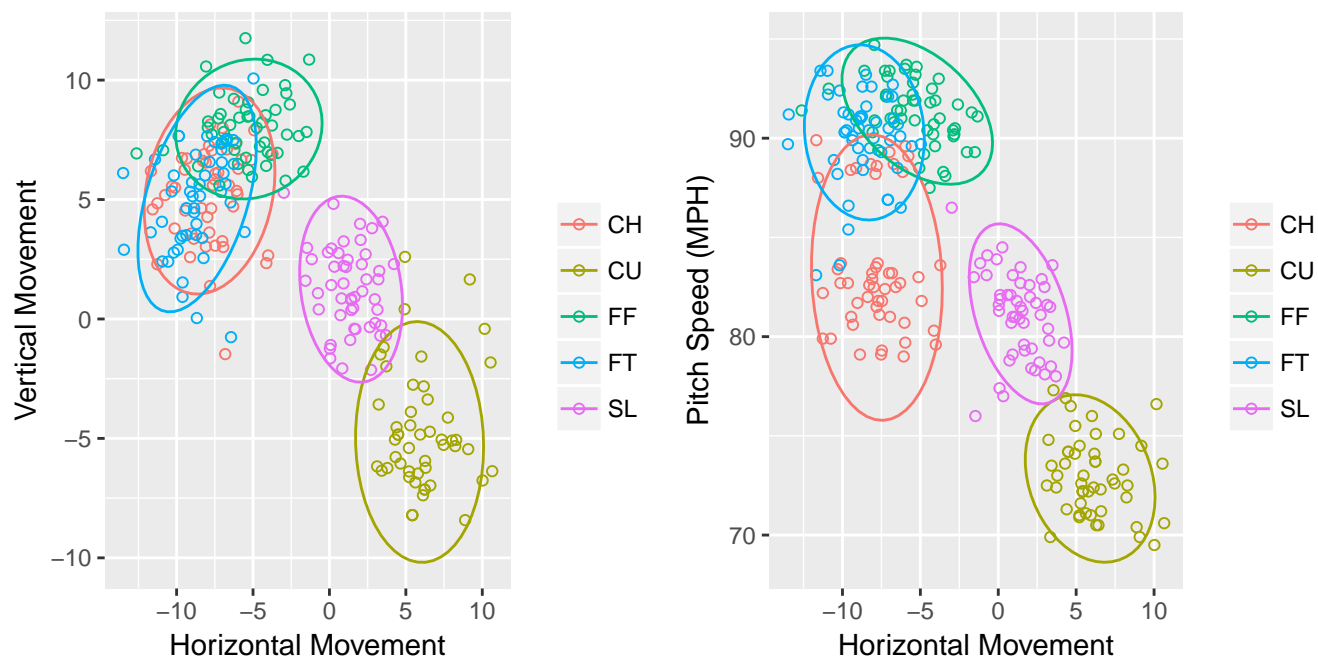 Vertical Movement
10
5
0
−5
−10
−10
−5
0
5
10
Horizontal Movement
CH
CU
FF
FT
SL
Pitch Speed (MPH)
90
80
70
−10
−5
0
5
10
Horizontal Movement
CH
CU
FF
FT
SL